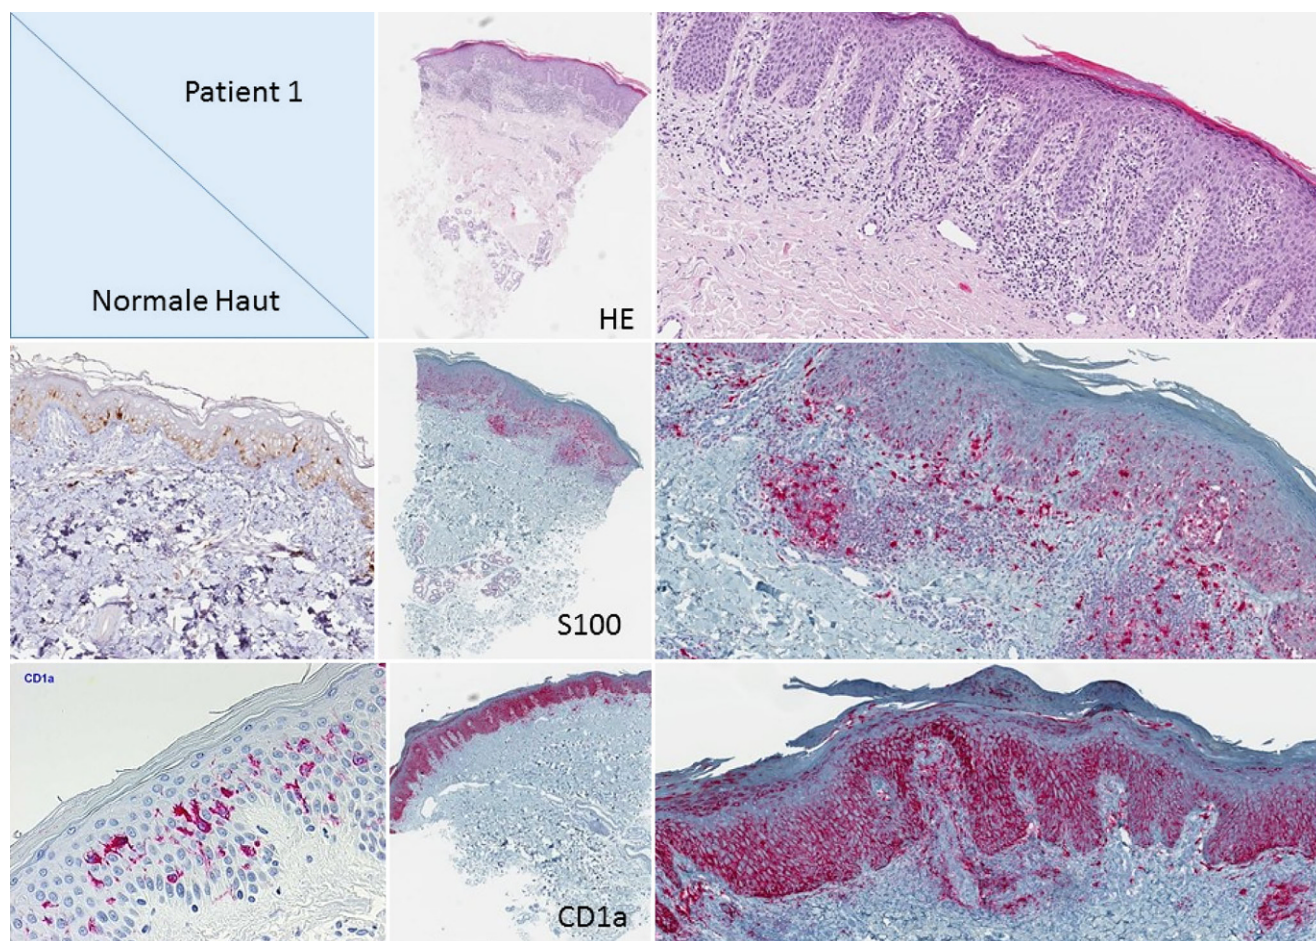 Patient 1
Normale Haut
HE
S100
CD1a
CD1a